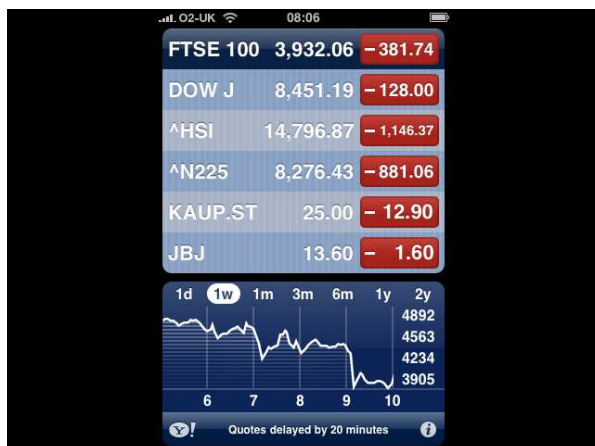 O2-UK 08:06
FTSE 100 3,932.06 −381.74
DOW J 8,451.19 −128.00
^HSI 14,796.87 −1,146.37
^N225 8,276.43 −881.06
KAUP.ST 25.00 − 12.90
JBJ 13.60 − 1.60
1d 1w 1m 3m 6m 1y 2y
4892
4563
4234
3905
6 7 8 9 10
Y! Quotes delayed by 20 minutes i